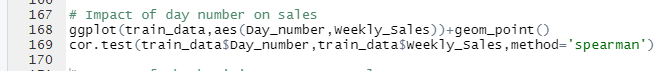 167 # Impact of day number on sales
168 ggplot(train_data,aes(Day_number,Weekly_Sales))+geom_point()
169 cor.test(train_data$Day_number,train_data$Weekly_Sales,method='spearman')
170